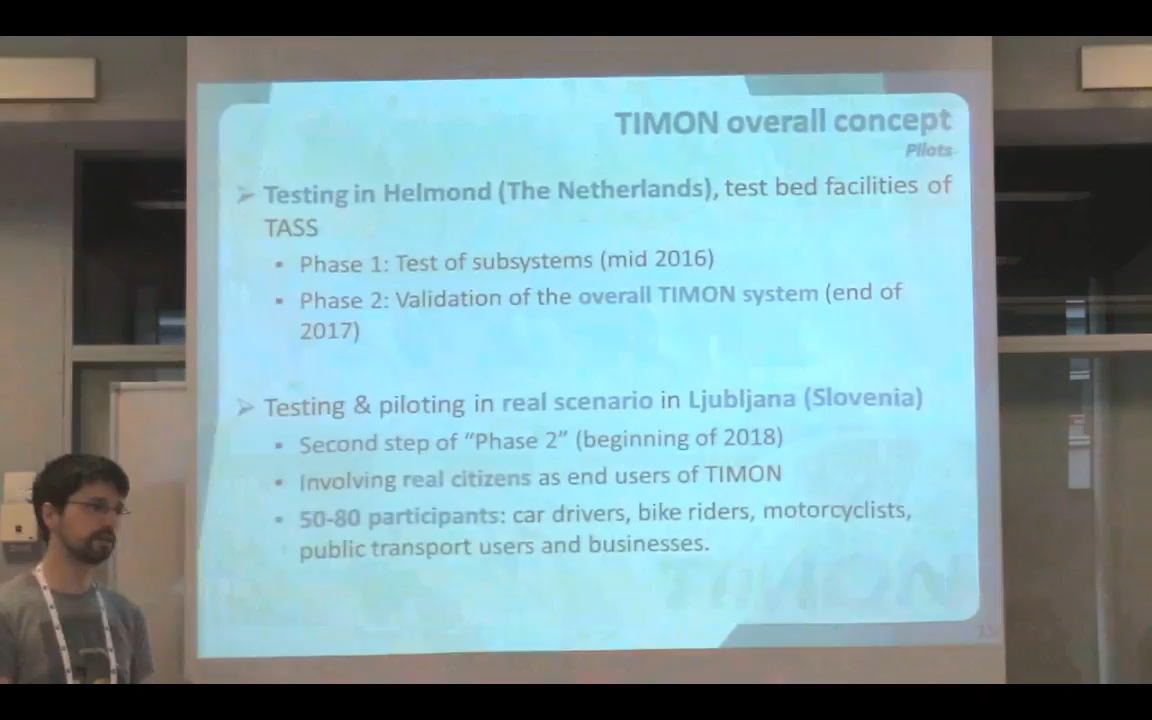 TIMON overall concept
Pilots
➢ Testing in Helmond (The Netherlands), test bed facilities of
TASS
▪ Phase 1: Test of subsystems (mid 2016)
▪ Phase 2: Validation of the overall TIMON system (end of
2017)
➢ Testing & piloting in real scenario in Ljubljana (Slovenia)
▪ Second step of “Phase 2” (beginning of 2018)
▪ Involving real citizens as end users of TIMON
▪ 50-80 participants: car drivers, bike riders, motorcyclists,
public transport users and businesses.
TIMON
15